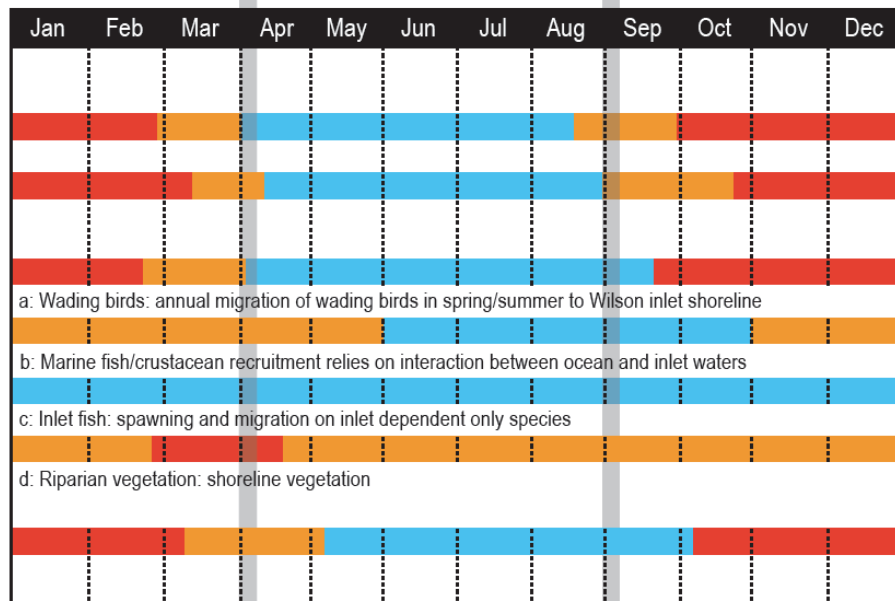 Jan Feb Mar Apr May Jun Jul Aug Sep Oct Nov Dec
a: Wading birds: annual migration of wading birds in spring/summer to Wilson inlet shoreline
b: Marine fish/crustacean recruitment relies on interaction between ocean and inlet waters
c: Inlet fish: spawning and migration on inlet dependent only species
d: Riparian vegetation: shoreline vegetation